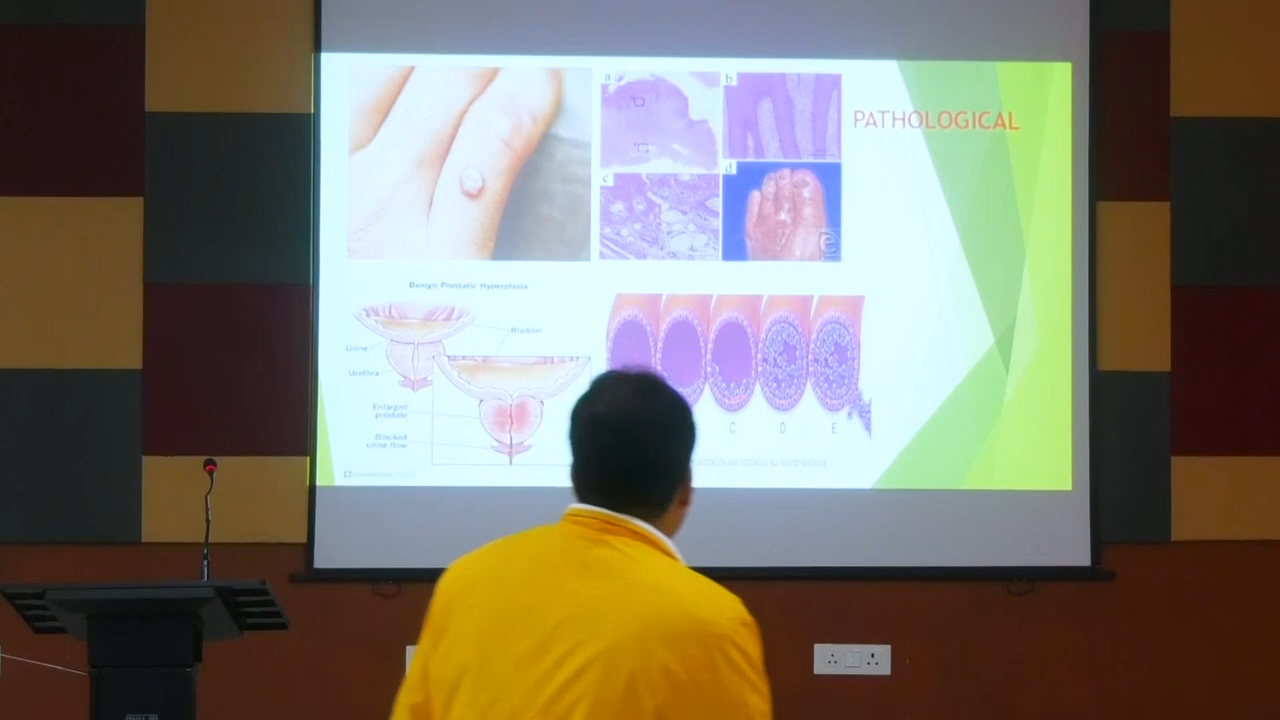 a
b
PATHOLOGICAL
c
d
e
Benign Prostatic Hyperplasia
Bladder
Urine
Urethra
Enlarged
prostate
Blocked
urine flow
C
D
E